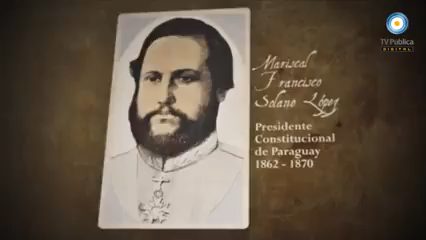 TV Pública
DIGITAL
Mariscal
Francisco
Solano López
Presidente
Constitucional
de Paraguay
1862 - 1870